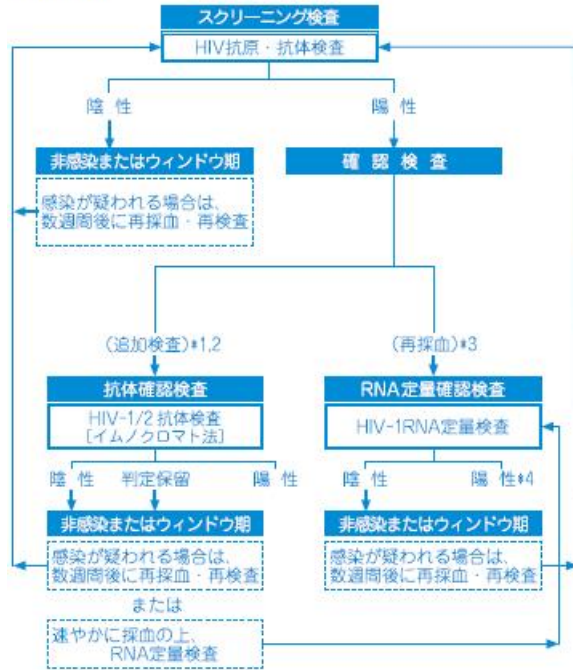 スクリーニング検査
HIV抗原・抗体検査
陰 性
陽 性
非感染またはウィンドウ期
確 認 検 査
感染が疑われる場合は、
数週間後に再採血・再検査
(追加検査)*1,2
(再採血)*3
抗体確認検査
RNA定量確認検査
HIV-1/2 抗体検査
[イムノクロマト法]
HIV-1RNA定量検査
陰 性
判定保留
陽 性
陰 性
陽 性*4
非感染またはウィンドウ期
非感染またはウィンドウ期
感染が疑われる場合は、
数週間後に再採血・再検査
感染が疑われる場合は、
数週間後に再採血・再検査
または
速やかに採血の上、
RNA定量検査